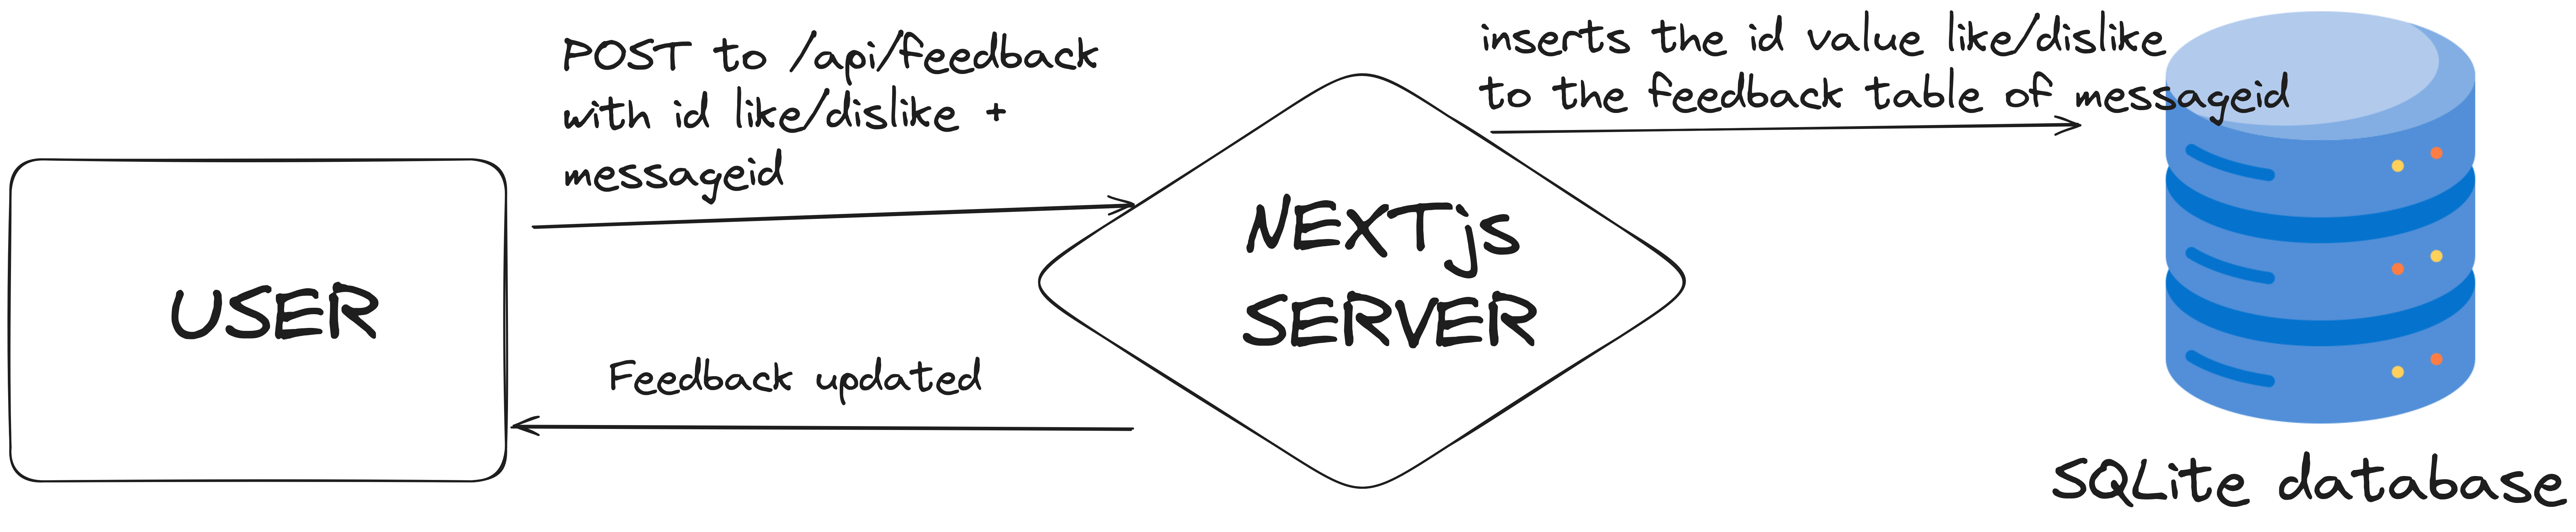 POST to /api/feedback
with id like/dislike +
messageid
inserts the id value like/dislike
to the feedback table of messageid
USER
NEXTjs
SERVER
Feedback updated
SQLite database